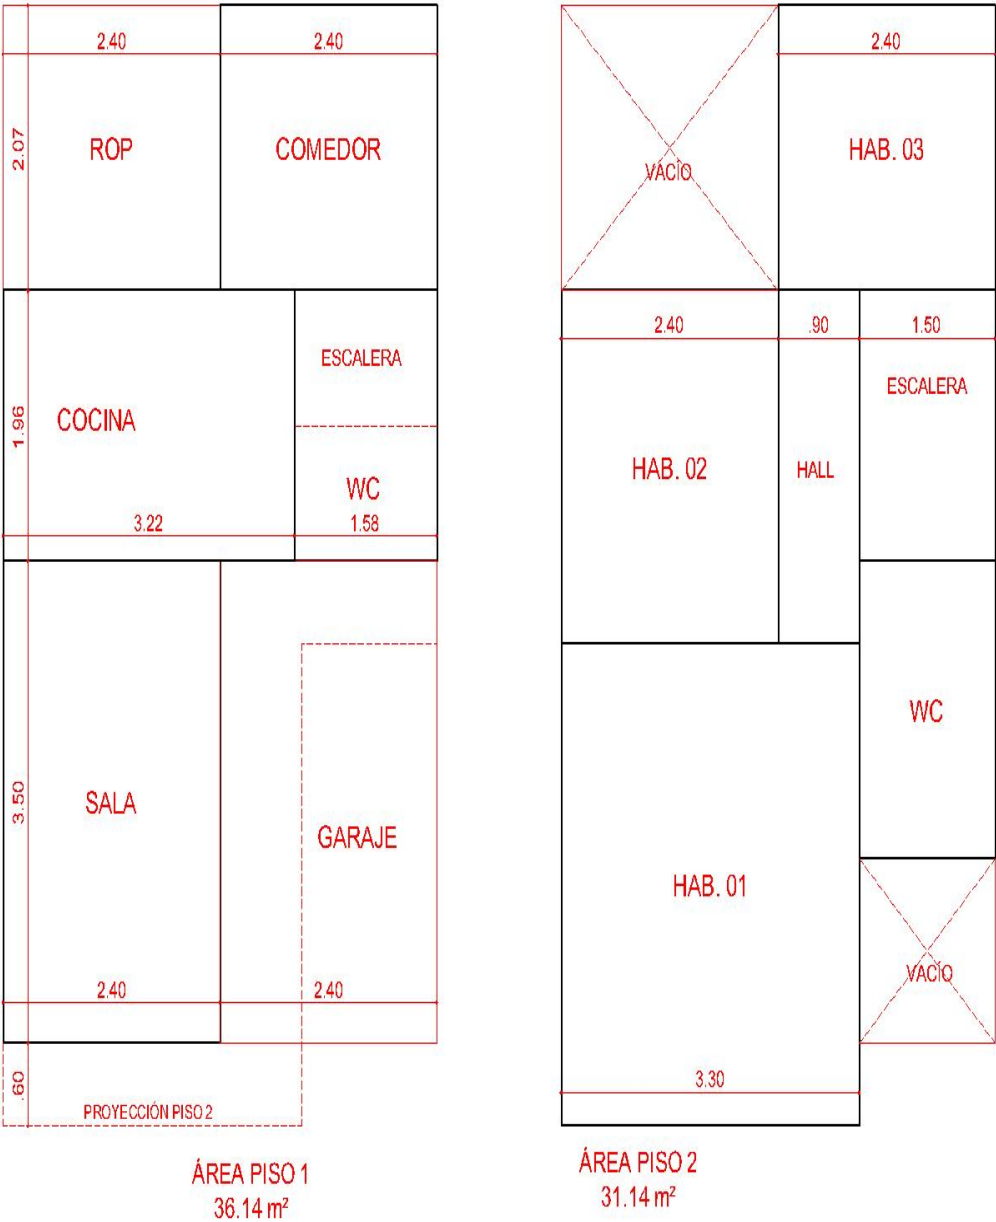 2.40
2.40
2.07
ROP
COMEDOR
ESCALERA
1.96
COCINA
WC
3.22
1.58
3.50
SALA
GARAJE
2.40
2.40
.60
PROYECCIÓN PISO 2
ÁREA PISO 1
36.14 m²
2.40
HAB. 03
VACÍO
2.40
.90
1.50
ESCALERA
HAB. 02
HALL
WC
HAB. 01
VACÍO
3.30
ÁREA PISO 2
31.14 m²